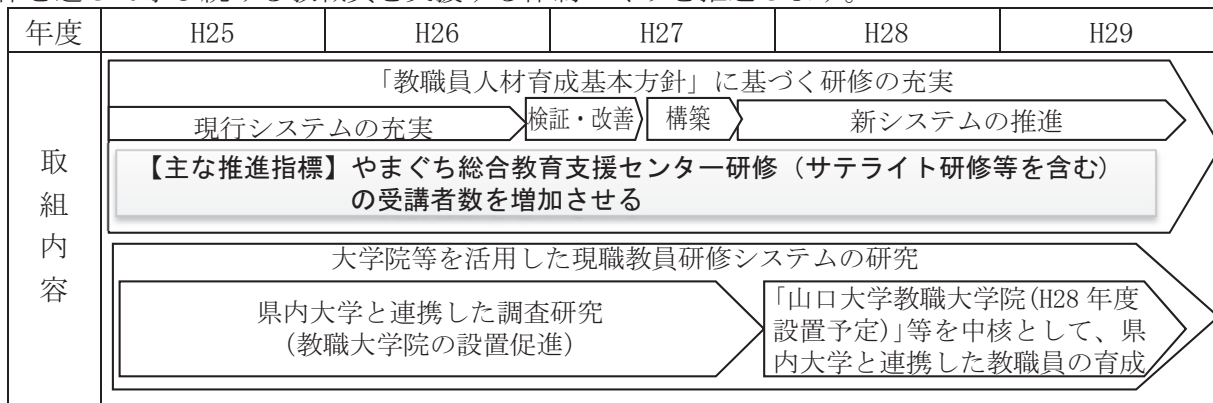 年度 H25 H26 H27 H28 H29
取組内容
「教職員人材育成基本方針」に基づく研修の充実
現行システムの充実 検証・改善 構築 新システムの推進
【主な推進指標】やまぐち総合教育支援センター研修（サテライト研修等を含む）
の受講者数を増加させる
大学院等を活用した現職教員研修システムの研究
県内大学と連携した調査研究
（教職大学院の設置促進）
「山口大学教職大学院(H28 年度
設置予定)」等を中核として、県
内大学と連携した教職員の育成